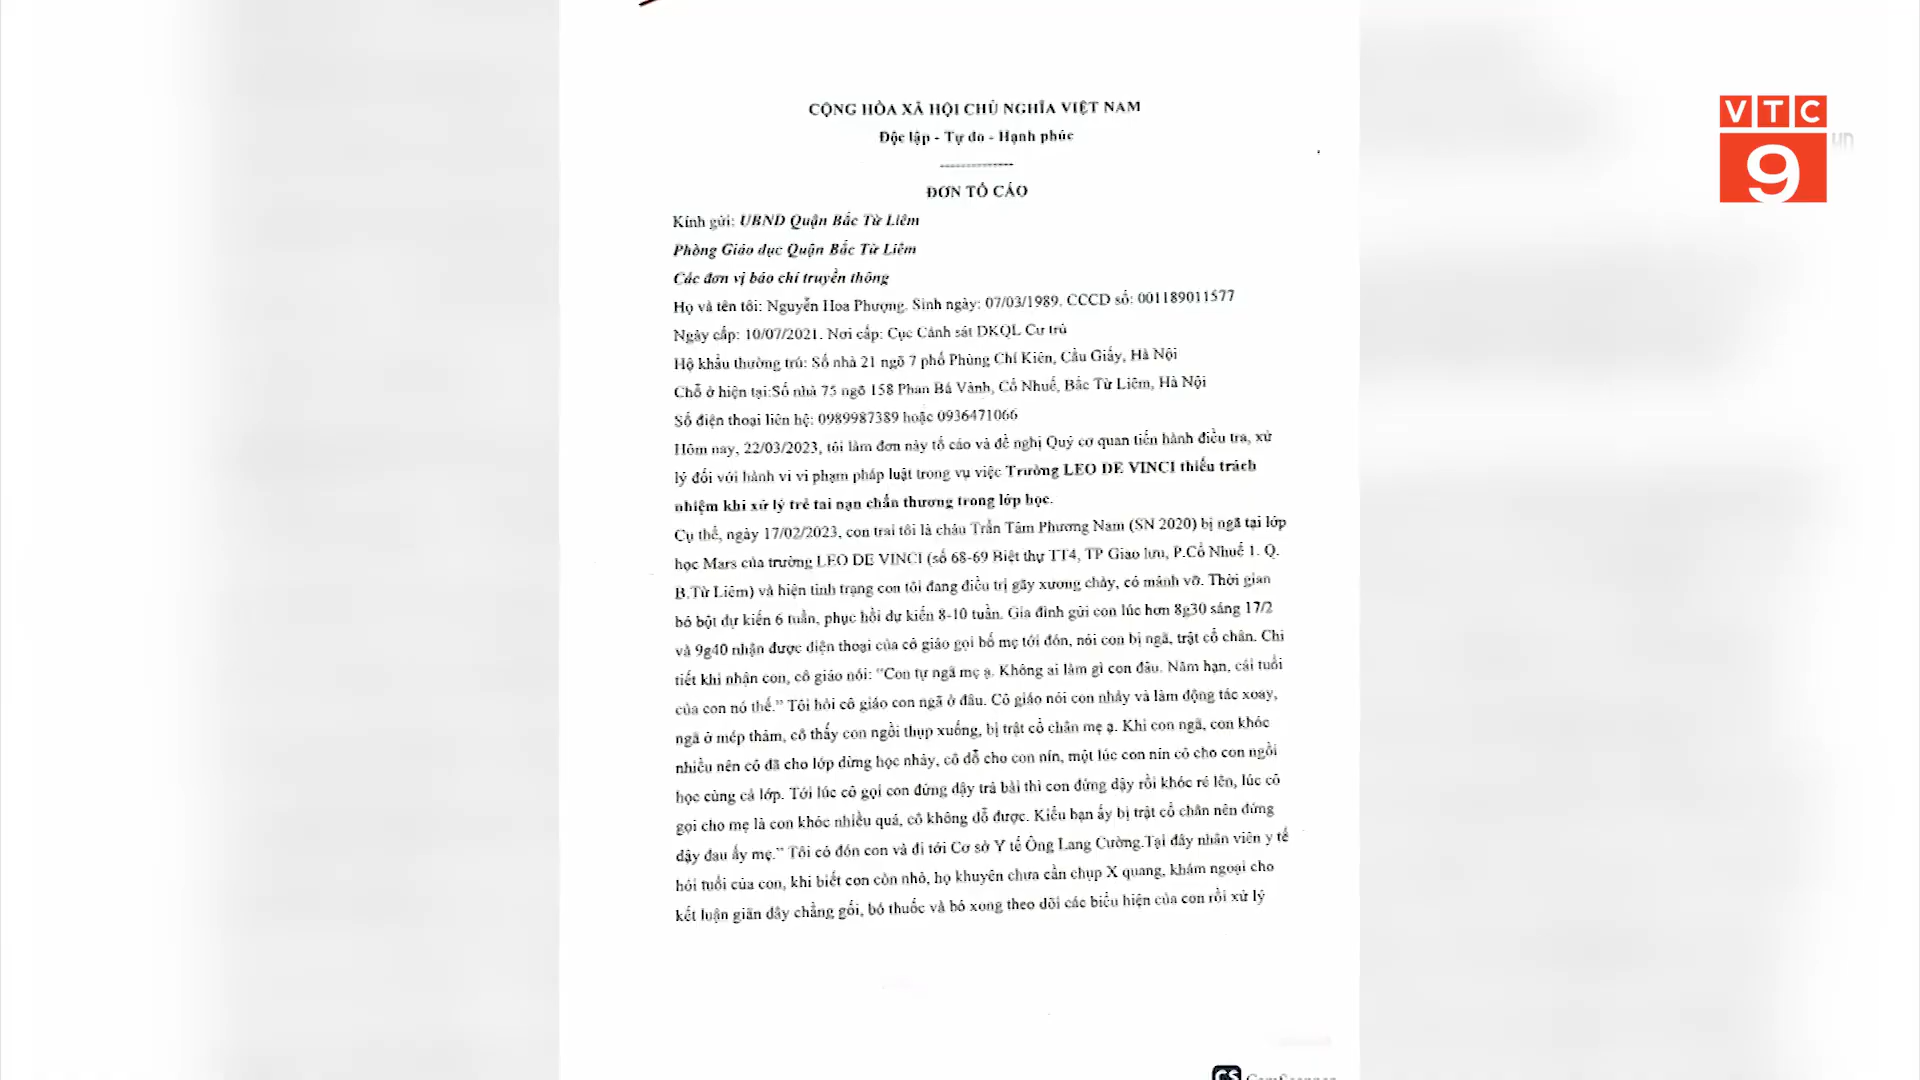 CỘNG HÒA XÃ HỘI CHỦ NGHĨA VIỆT NAM
Độc lập - Tự do - Hạnh phúc
--------------
ĐƠN TỐ CÁO
Kính gửi: UBND Quận Bắc Từ Liêm
Phòng Giáo dục Quận Bắc Từ Liêm
Các đơn vị báo chí truyền thông
Họ và tên tôi: Nguyễn Hoa Phượng. Sinh ngày: 07/03/1989. CCCD số: 001189011577
Ngày cấp: 10/07/2021. Nơi cấp: Cục Cảnh sát DKQL Cư trú
Hộ khẩu thường trú: Số nhà 21 ngõ 7 phố Phùng Chí Kiên, Cầu Giấy, Hà Nội
Chỗ ở hiện tại:Số nhà 75 ngõ 158 Phan Bá Vành, Cổ Nhuế, Bắc Từ Liêm, Hà Nội
Số điện thoại liên hệ: 0989987389 hoặc 0936471066
Hôm nay, 22/03/2023, tôi làm đơn này tố cáo và đề nghị Quý cơ quan tiến hành điều tra, xử
lý đối với hành vi vi phạm pháp luật trong vụ việc Trường LEO DE VINCI thiếu trách
nhiệm khi xử lý trẻ tai nạn chấn thương trong lớp học.
Cụ thể, ngày 17/02/2023, con trai tôi là cháu Trần Tâm Phương Nam (SN 2020) bị ngã tại lớp
học Mars của trường LEO DE VINCI (số 68-69 Biệt thự TT4, TP Giao lưu, P.Cổ Nhuế 1. Q.
B.Từ Liêm) và hiện tình trạng con tôi đang điều trị gãy xương chày, có mảnh vỡ. Thời gian
bó bột dự kiến 6 tuần, phục hồi dự kiến 8-10 tuần. Gia đình gửi con lúc hơn 8g30 sáng 17/2
và 9g40 nhận được điện thoại của cô giáo gọi bố mẹ tới đón, nói con bị ngã, trật cổ chân. Chi
tiết khi nhận con, cô giáo nói: "Con tự ngã mẹ ạ. Không ai làm gì con đâu. Năm hạn, cái tuổi
của con nó thế." Tôi hỏi cô giáo con ngã ở đâu. Cô giáo nói con nhảy và làm động tác xoay,
ngã ở mép thảm, cô thấy con ngồi thụp xuống, bị trật cổ chân mẹ ạ. Khi con ngã, con khóc
nhiều nên cô đã cho lớp dừng học nhảy, cô dỗ cho con nín, một lúc con nín cô cho con ngồi
học cùng cả lớp. Tới lúc cô gọi con đứng dậy trả bài thì con đứng dậy rồi khóc ré lên, lúc cô
gọi cho mẹ là con khóc nhiều quá, cô không dỗ được. Kiểu bạn ấy bị trật cổ chân nên đứng
dậy đau ấy mẹ." Tôi có đón con và đi tới Cơ sở Y tế Ông Lang Cường.Tại đây nhân viên y tế
hỏi tuổi của con, khi biết con còn nhỏ, họ khuyên chưa cần chụp X quang, khám ngoại cho
kết luận giãn dây chằng gối, bó thuốc và bó xong theo dõi các biểu hiện của con rồi xử lý
VTC
9
CS